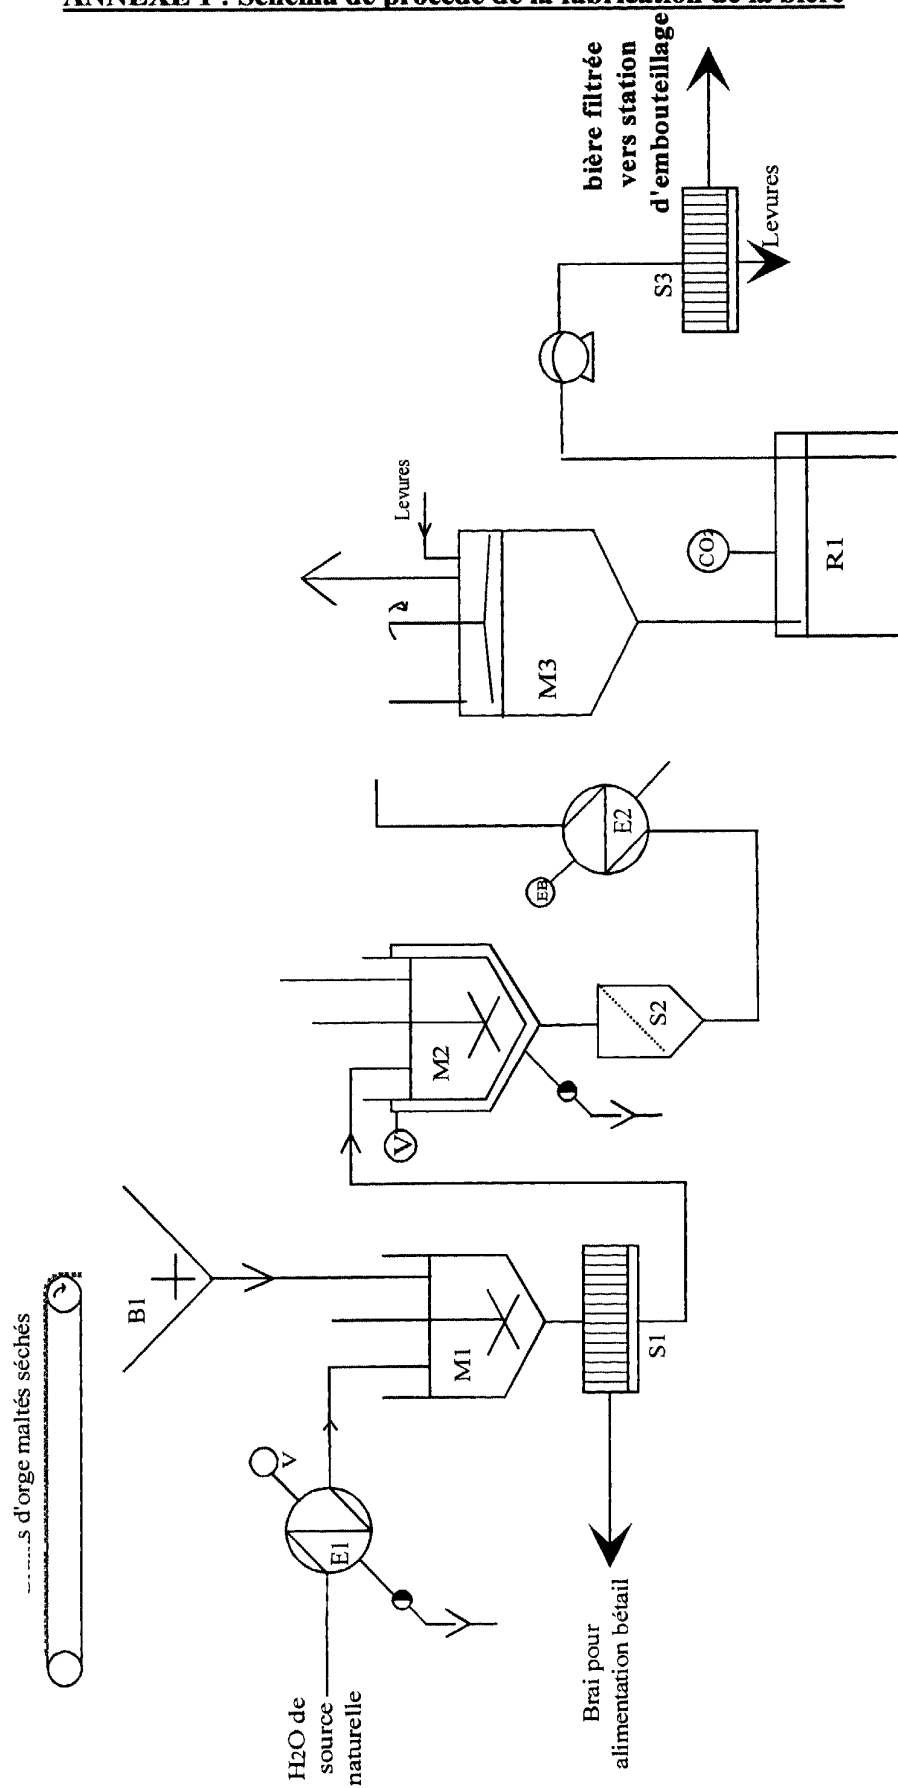 ANNEXE 1 : Schéma de procédé de la fabrication de la bière
d'orge maltés séchés
B1
H2O de
source
naturelle
E1
V
M1
S1
Brai pour
alimentation bétail
M2
V
S2
E2
EB
M3
Levures
CO2
R1
S3
Levures
bière filtrée
vers station
d'embouteillage